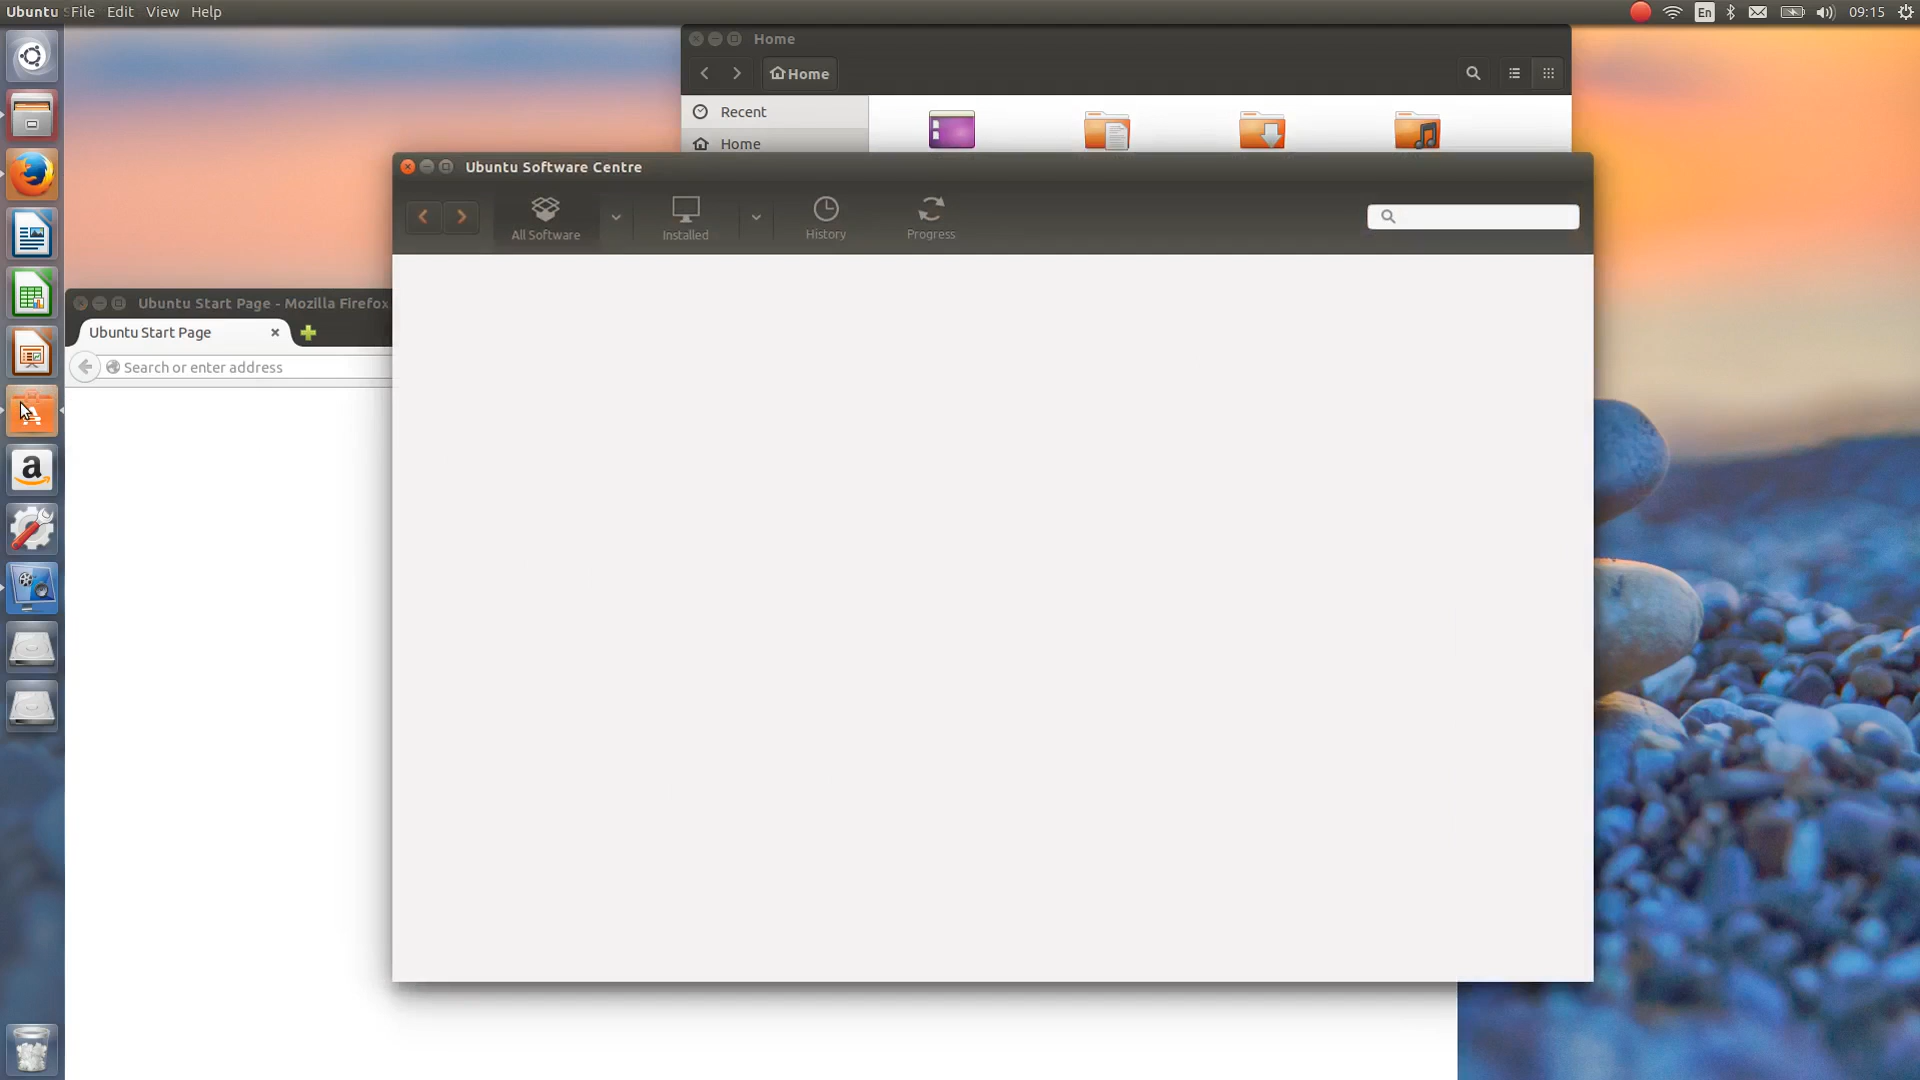 Ubuntu S File Edit View Help
En 09:15
Home
Home
Recent
Home
Ubuntu Software Centre
All Software Installed History Progress
Ubuntu Start Page - Mozilla Firefox
Ubuntu Start Page
Search or enter address
a